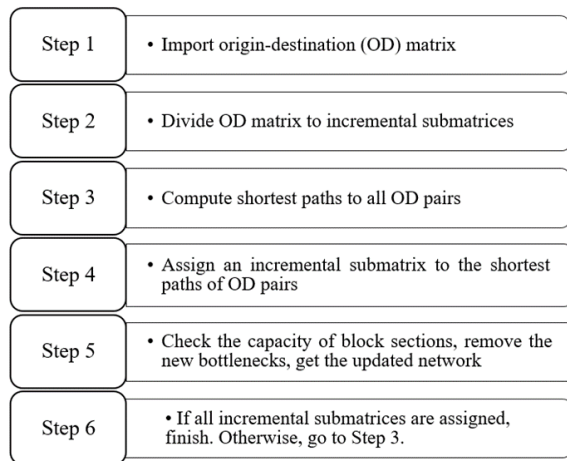 Step 1
• Import origin-destination (OD) matrix
Step 2
• Divide OD matrix to incremental submatrices
Step 3
• Compute shortest paths to all OD pairs
Step 4
• Assign an incremental submatrix to the shortest
paths of OD pairs
Step 5
• Check the capacity of block sections, remove the
new bottlenecks, get the updated network
Step 6
• If all incremental submatrices are assigned,
finish. Otherwise, go to Step 3.